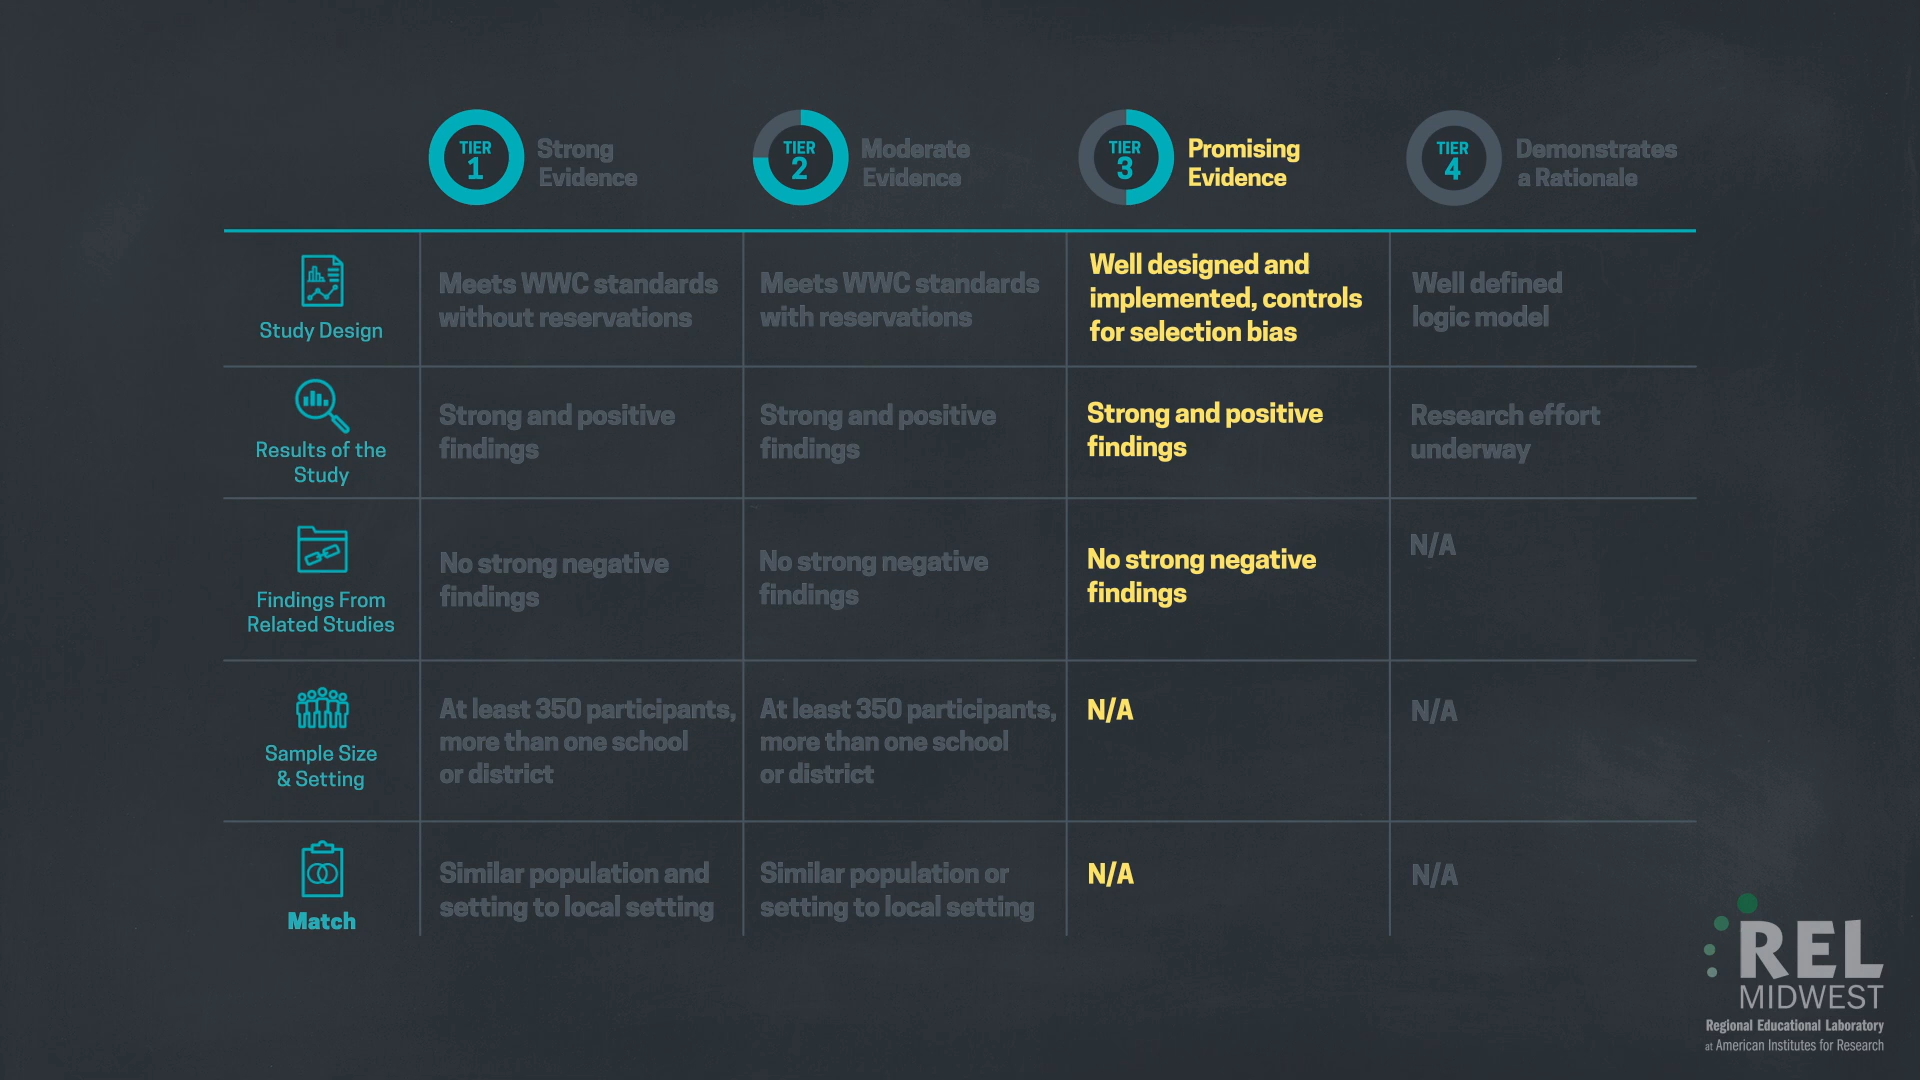 TIER
1
Strong
Evidence
TIER
2
Moderate
Evidence
TIER
3
Promising
Evidence
TIER
4
Demonstrates
a Rationale
Study Design
Meets WWC standards
without reservations
Meets WWC standards
with reservations
Well designed and
implemented, controls
for selection bias
Well defined
logic model
Results of the
Study
Strong and positive
findings
Strong and positive
findings
Strong and positive
findings
Research effort
underway
Findings From
Related Studies
No strong negative
findings
No strong negative
findings
No strong negative
findings
N/A
Sample Size
& Setting
At least 350 participants,
more than one school
or district
At least 350 participants,
more than one school
or district
N/A
N/A
Match
Similar population and
setting to local setting
Similar population or
setting to local setting
N/A
N/A
REL
MIDWEST
Regional Educational Laboratory
at American Institutes for Research